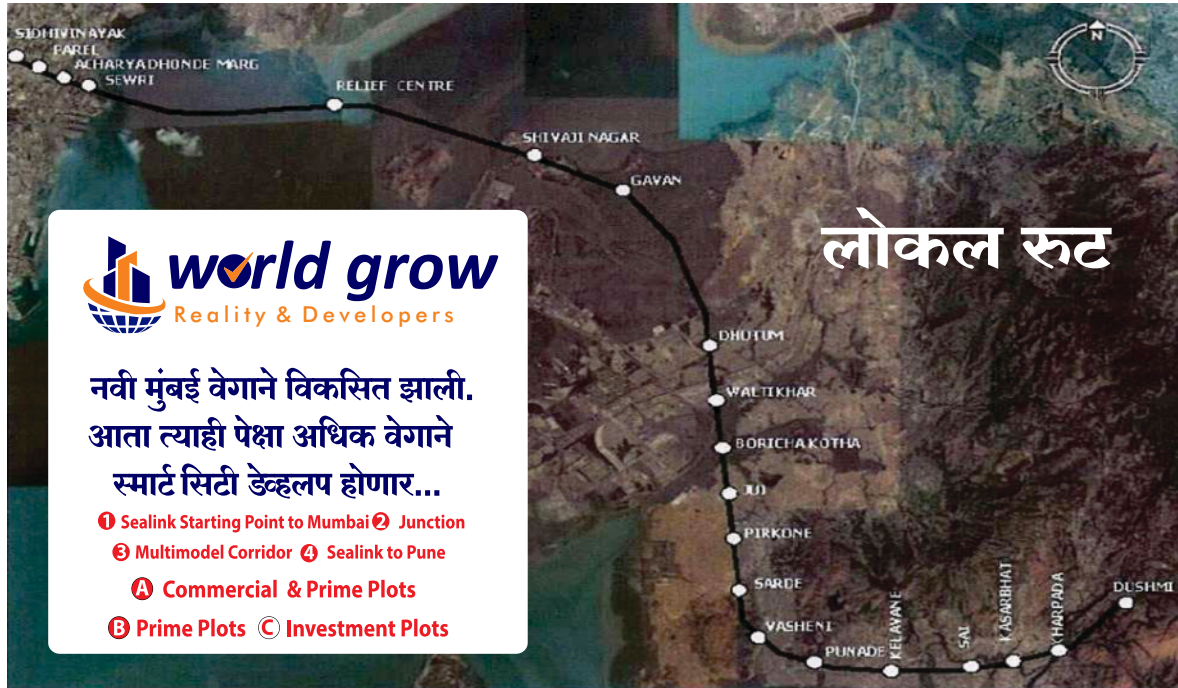 SIDHIVINAYAK
PAREL
ACHARYADHONDE MARG
SEWRI
RELIEF CENTRE
SHIVAJI NAGAR
GAVAN
N
लोकल रुट
world grow
Reality & Developers
नवी मुंबई वेगाने विकसित झाली.
आता त्याही पेक्षा अधिक वेगाने
स्मार्ट सिटी डेव्हलप होणार...
1 Sealink Starting Point to Mumbai 2 Junction
3 Multimodel Corridor 4 Sealink to Pune
A Commercial & Prime Plots
B Prime Plots C Investment Plots
DHUTUM
WALTIKHAR
BORICHAKOTHA
JUI
PIRKONE
SARDE
VASHENI
PUNADE
KELAVANE
SAI
KASARBHAT
KHARPADA
DUSHMI